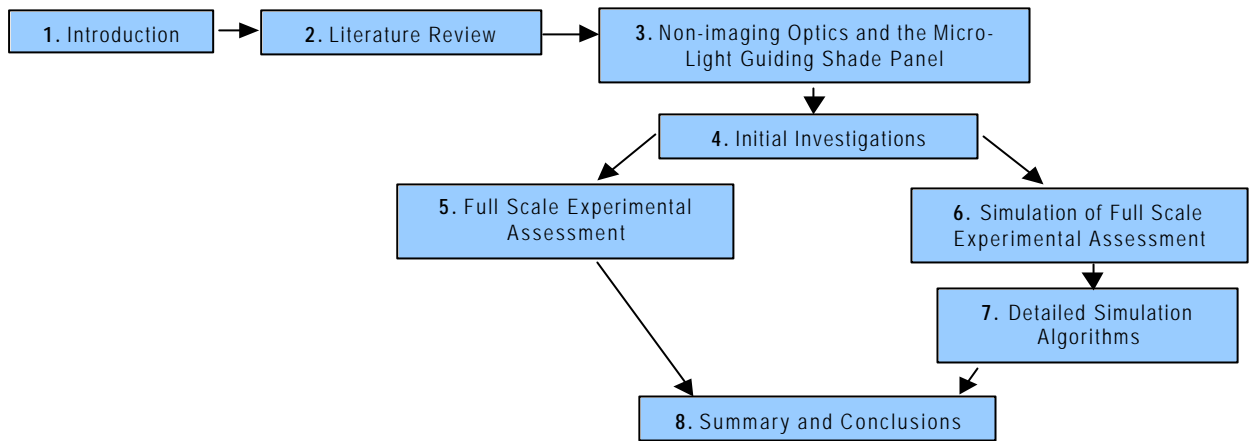 1. Introduction
2. Literature Review
3. Non-imaging Optics and the Micro-
Light Guiding Shade Panel
4. Initial Investigations
5. Full Scale Experimental
Assessment
6. Simulation of Full Scale
Experimental Assessment
7. Detailed Simulation
Algorithms
8. Summary and Conclusions